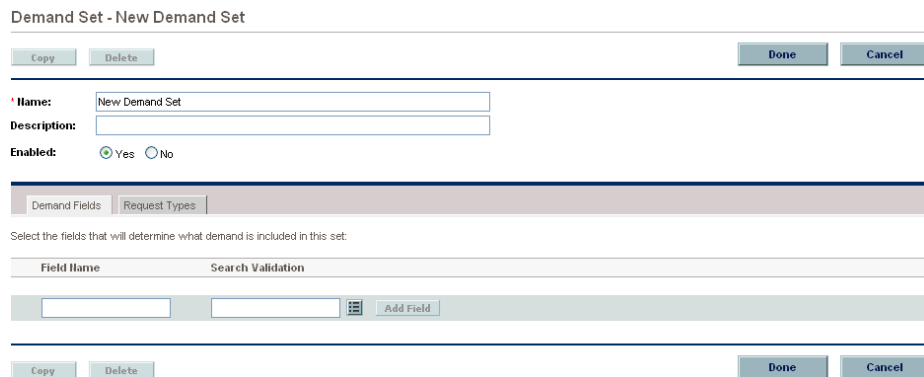 Demand Set - New Demand Set
Copy Delete Done Cancel
* Name: New Demand Set
Description:
Enabled: Yes No
Demand Fields Request Types
Select the fields that will determine what demand is included in this set:
Field Name Search Validation
Add Field
Copy Delete Done Cancel